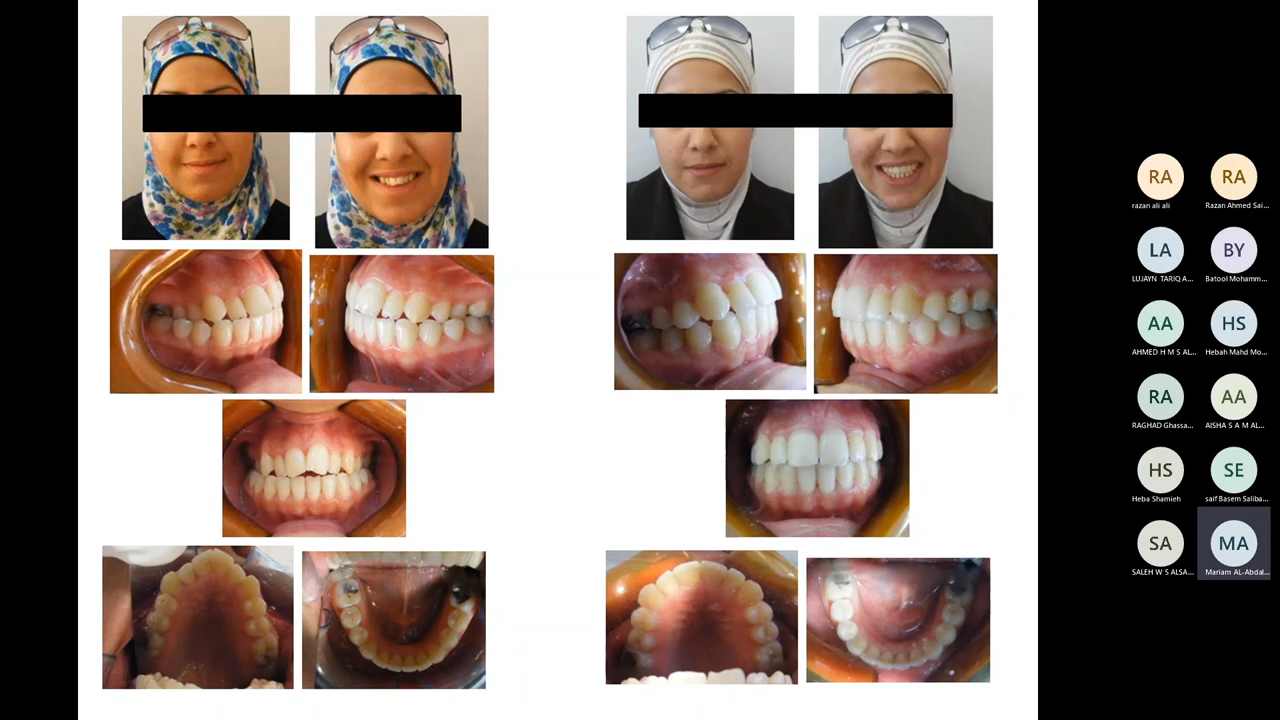 RA
RA
razan ali ali
Razan Ahmed Sai...
LA
BY
LUJAYN TARIQ A...
Batool Mohamm...
AA
HS
AHMED H M S AL...
Hebah Mahd Mo...
RA
AA
RAGHAD Ghassa...
AISHA S A M AL...
HS
SE
Heba Shamieh
saif Basem Saliba...
SA
MA
SALEH W S ALSA...
Mariam AL-Abdal...